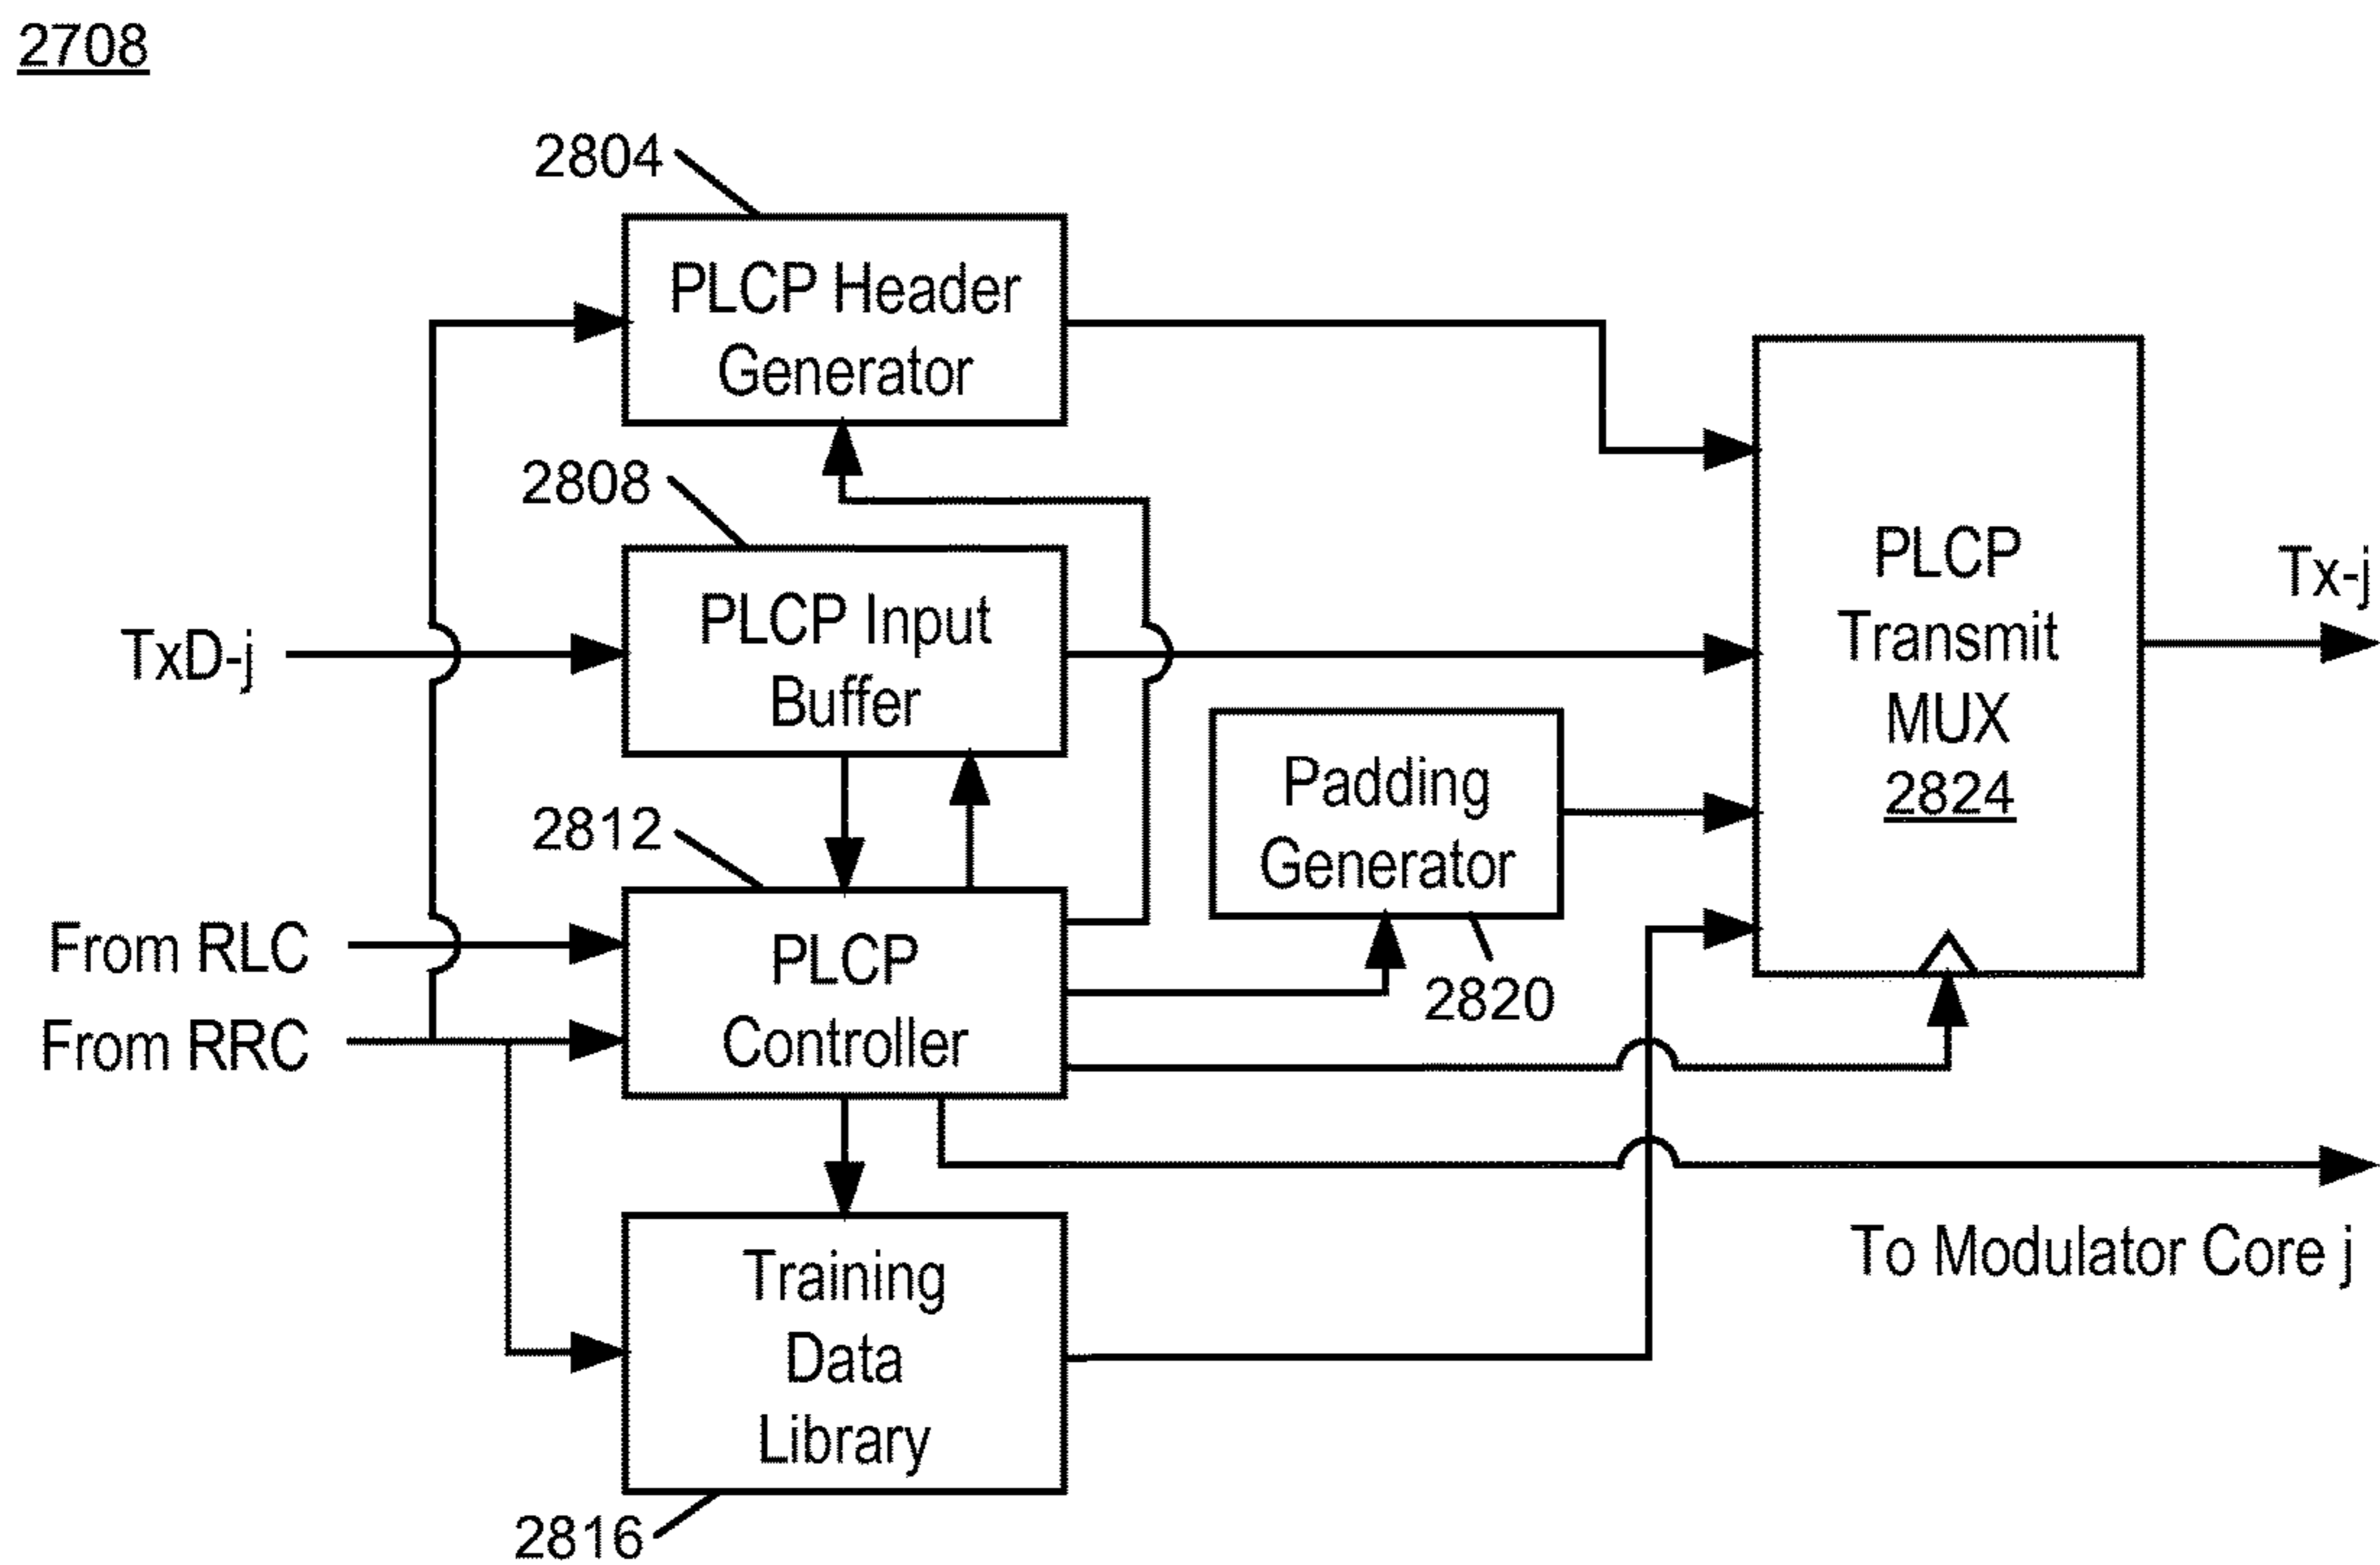 2708
2804
PLCP Header
Generator
2808
TxD-j
PLCP Input
Buffer
2812
From RLC
From RRC
PLCP
Controller
Training
Data
Library
2816
Padding
Generator
2820
PLCP
Transmit
MUX
2824
Tx-j
To Modulator Core j